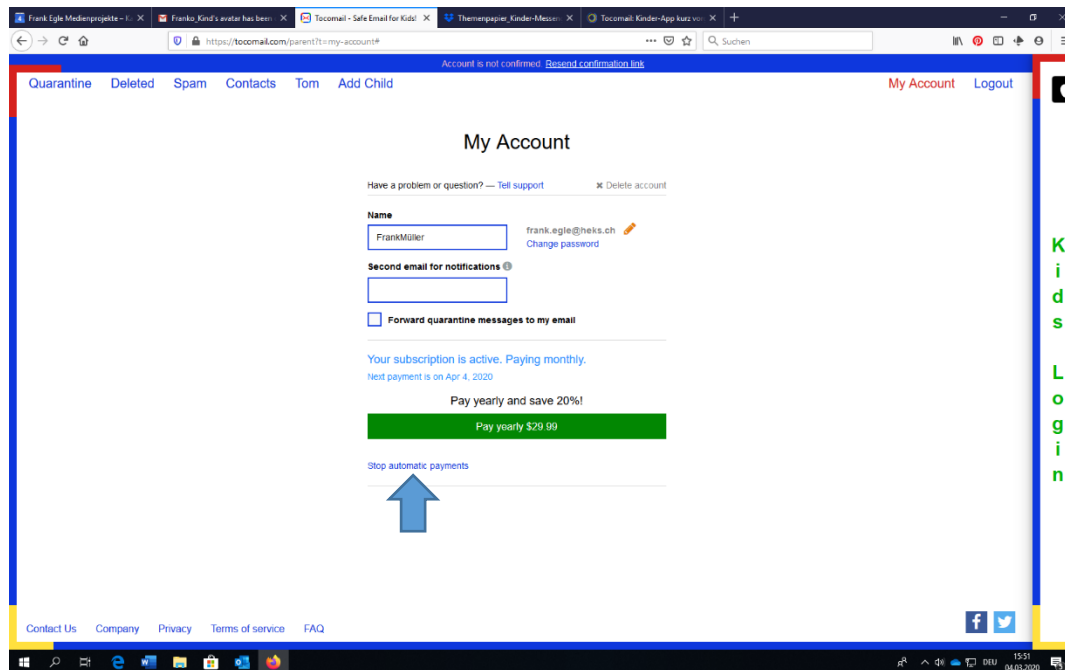 Frank Egle Medienprojekte – K
Franko_Kind's avatar has been
Tocomail - Safe Email for Kids!
Themenpapier_Kinder-Messen
Tocomail: Kinder-App kurz vor
https://tocomail.com/parent?t=my-account#
Suchen
Account is not confirmed. Resend confirmation link
Quarantine Deleted Spam Contacts Tom Add Child My Account Logout
My Account
Have a problem or question? — Tell support
Delete account
Name
FrankMüller
frank.egle@heks.ch
Change password
Second email for notifications
Forward quarantine messages to my email
Your subscription is active. Paying monthly.
Next payment is on Apr 4, 2020
Pay yearly and save 20%!
Pay yearly $29.99
Stop automatic payments
Kids Login
Contact Us Company Privacy Terms of service FAQ
DEU
15:51
04.03.2020